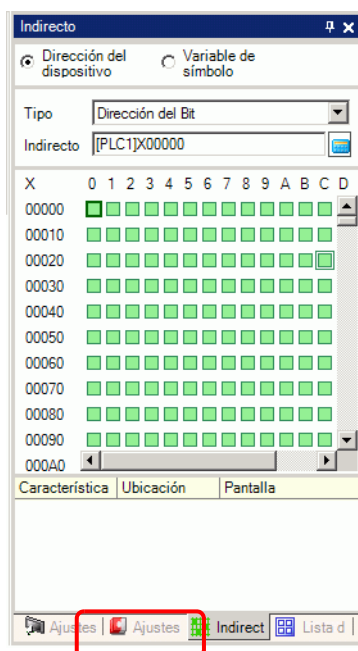 Indirecto
Dirección del dispositivo
Variable de símbolo
Tipo
Dirección del Bit
Indirecto
[PLC1]X00000
X 0 1 2 3 4 5 6 7 8 9 A B C D
00000
00010
00020
00030
00040
00050
00060
00070
00080
00090
000A0
Característica Ubicación Pantalla
Ajustes Ajustes Indirect Lista d